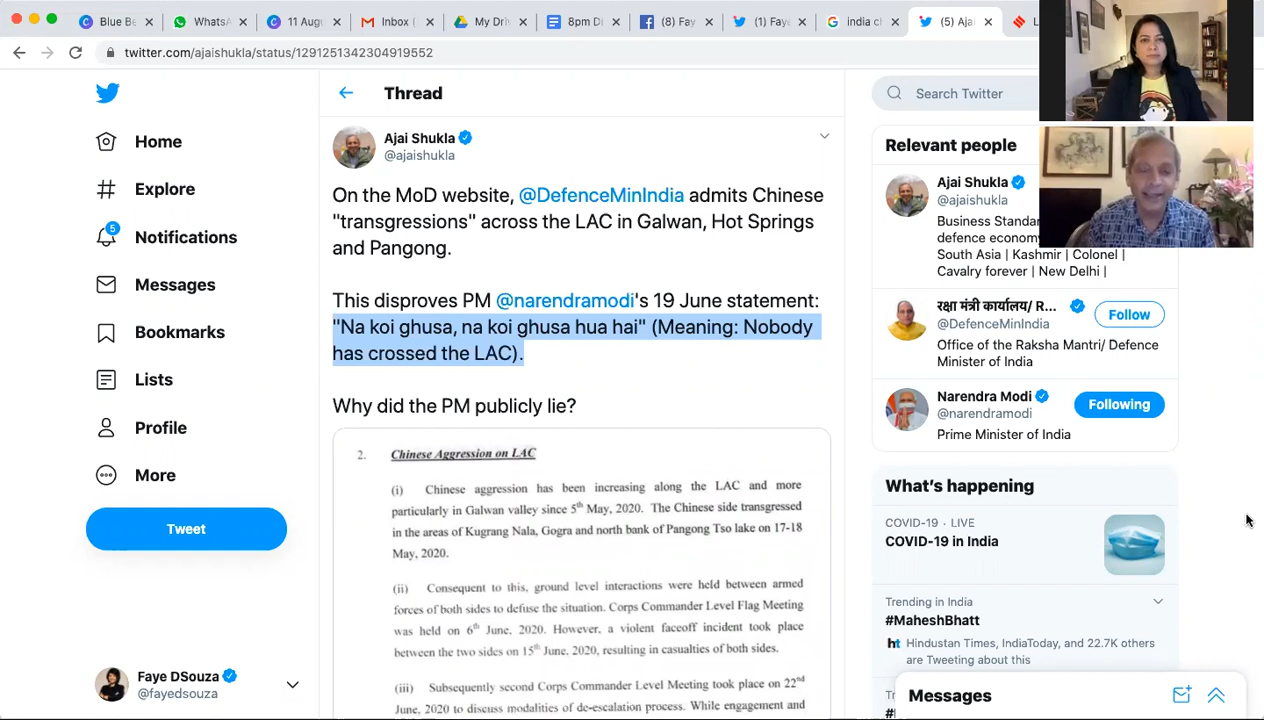 Blue Be
WhatsA
11 Augu
Inbox (
My Driv
8pm Di
(8) Fay
(1) Faye
india ch
(5) Ajai
twitter.com/ajaishukla/status/1291251342304919552
Home
Explore
5
Notifications
Messages
Bookmarks
Lists
Profile
More
Tweet
Faye DSouza
@fayedsouza
Thread
Ajai Shukla
@ajaishukla
On the MoD website, @DefenceMinIndia admits Chinese
"transgressions" across the LAC in Galwan, Hot Springs
and Pangong.
This disproves PM @narendramodi's 19 June statement:
"Na koi ghusa, na koi ghusa hua hai" (Meaning: Nobody
has crossed the LAC).
Why did the PM publicly lie?
2. Chinese Aggression on LAC
(i) Chinese aggression has been increasing along the LAC and more
particularly in Galwan valley since 5th May, 2020. The Chinese side transgressed
in the areas of Kugrang Nala, Gogra and north bank of Pangong Tso lake on 17-18
May, 2020.
(ii) Consequent to this, ground level interactions were held between armed
forces of both sides to defuse the situation. Corps Commander Level Flag Meeting
was held on 6th June, 2020. However, a violent faceoff incident took place
between the two sides on 15th June, 2020, resulting in casualties of both sides.
(iii) Subsequently second Corps Commander Level Meeting took place on 22nd
June, 2020 to discuss modalities of de-escalation process. While engagement and
Search Twitter
Relevant people
Ajai Shukla
@ajaishukla
Business Standar
defence economy
South Asia | Kashmir | Colonel |
Cavalry forever | New Delhi |
रक्षा मंत्री कार्यालय/ R...
@DefenceMinIndia
Follow
Office of the Raksha Mantri/ Defence
Minister of India
Narendra Modi
@narendramodi
Following
Prime Minister of India
What's happening
COVID-19 · LIVE
COVID-19 in India
Trending in India
#MaheshBhatt
ht Hindustan Times, IndiaToday, and 22.7K others
are Tweeting about this
Messages